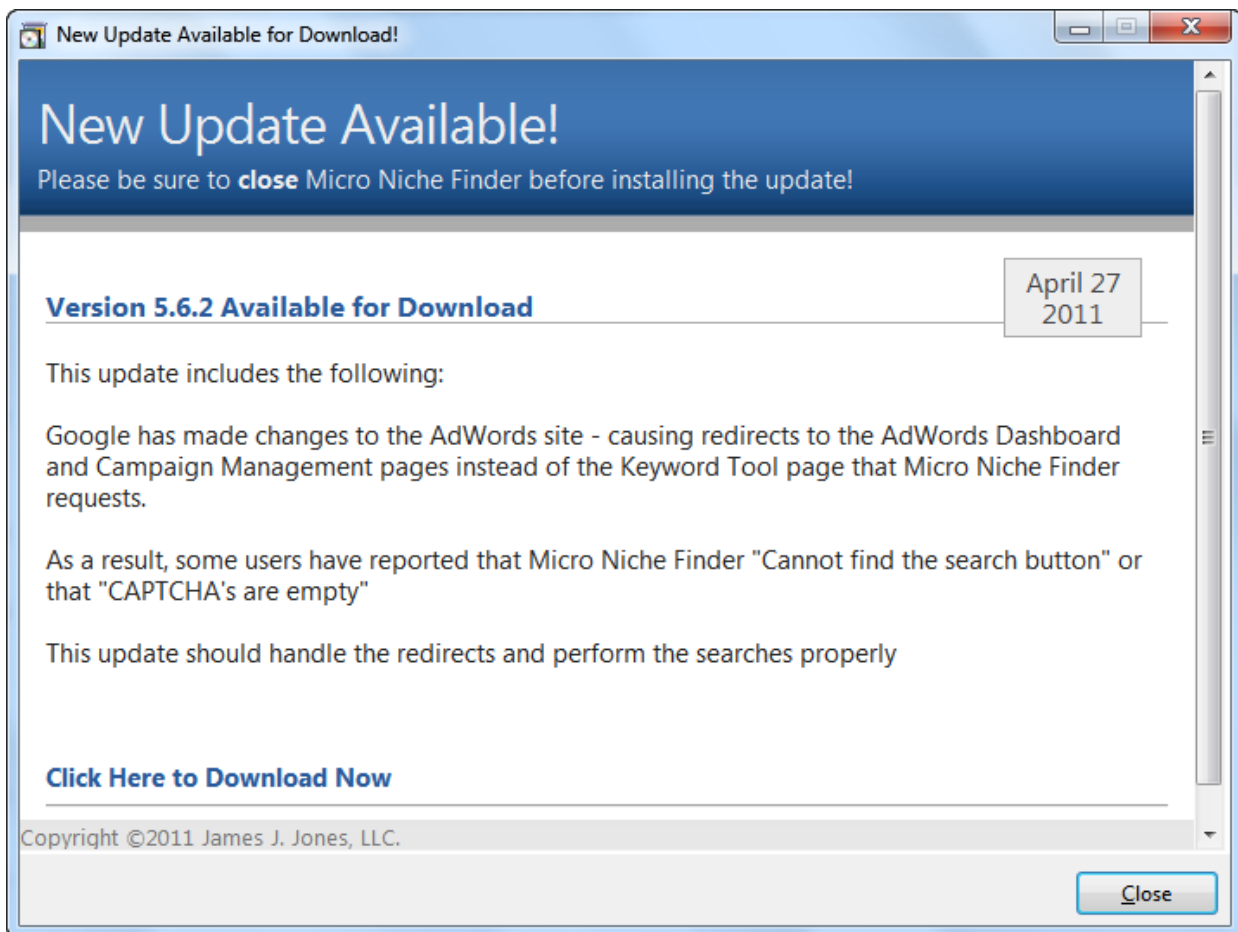 New Update Available for Download!
New Update Available!
Please be sure to close Micro Niche Finder before installing the update!
April 27
2011
Version 5.6.2 Available for Download
This update includes the following:
Google has made changes to the AdWords site - causing redirects to the AdWords Dashboard
and Campaign Management pages instead of the Keyword Tool page that Micro Niche Finder
requests.
As a result, some users have reported that Micro Niche Finder "Cannot find the search button" or
that "CAPTCHA's are empty"
This update should handle the redirects and perform the searches properly
Click Here to Download Now
Copyright ©2011 James J. Jones, LLC.
Close